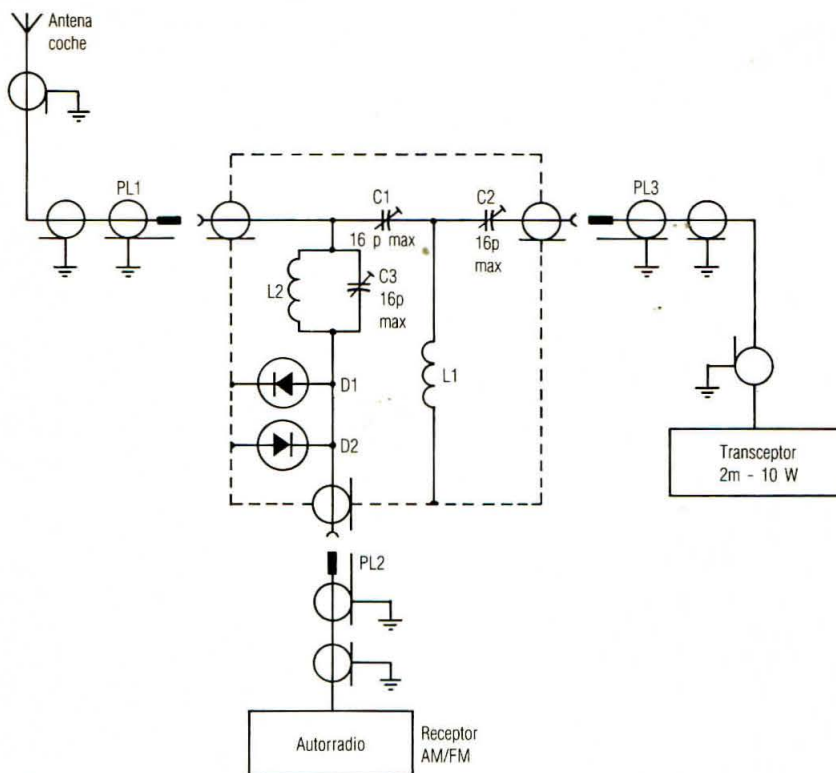 Antena
coche
PL1
C1
16 p max
C2
16p
max
PL3
L2
C3
16p
max
L1
D1
D2
Transceptor
2m - 10 W
PL2
Autorradio
Receptor
AM/FM